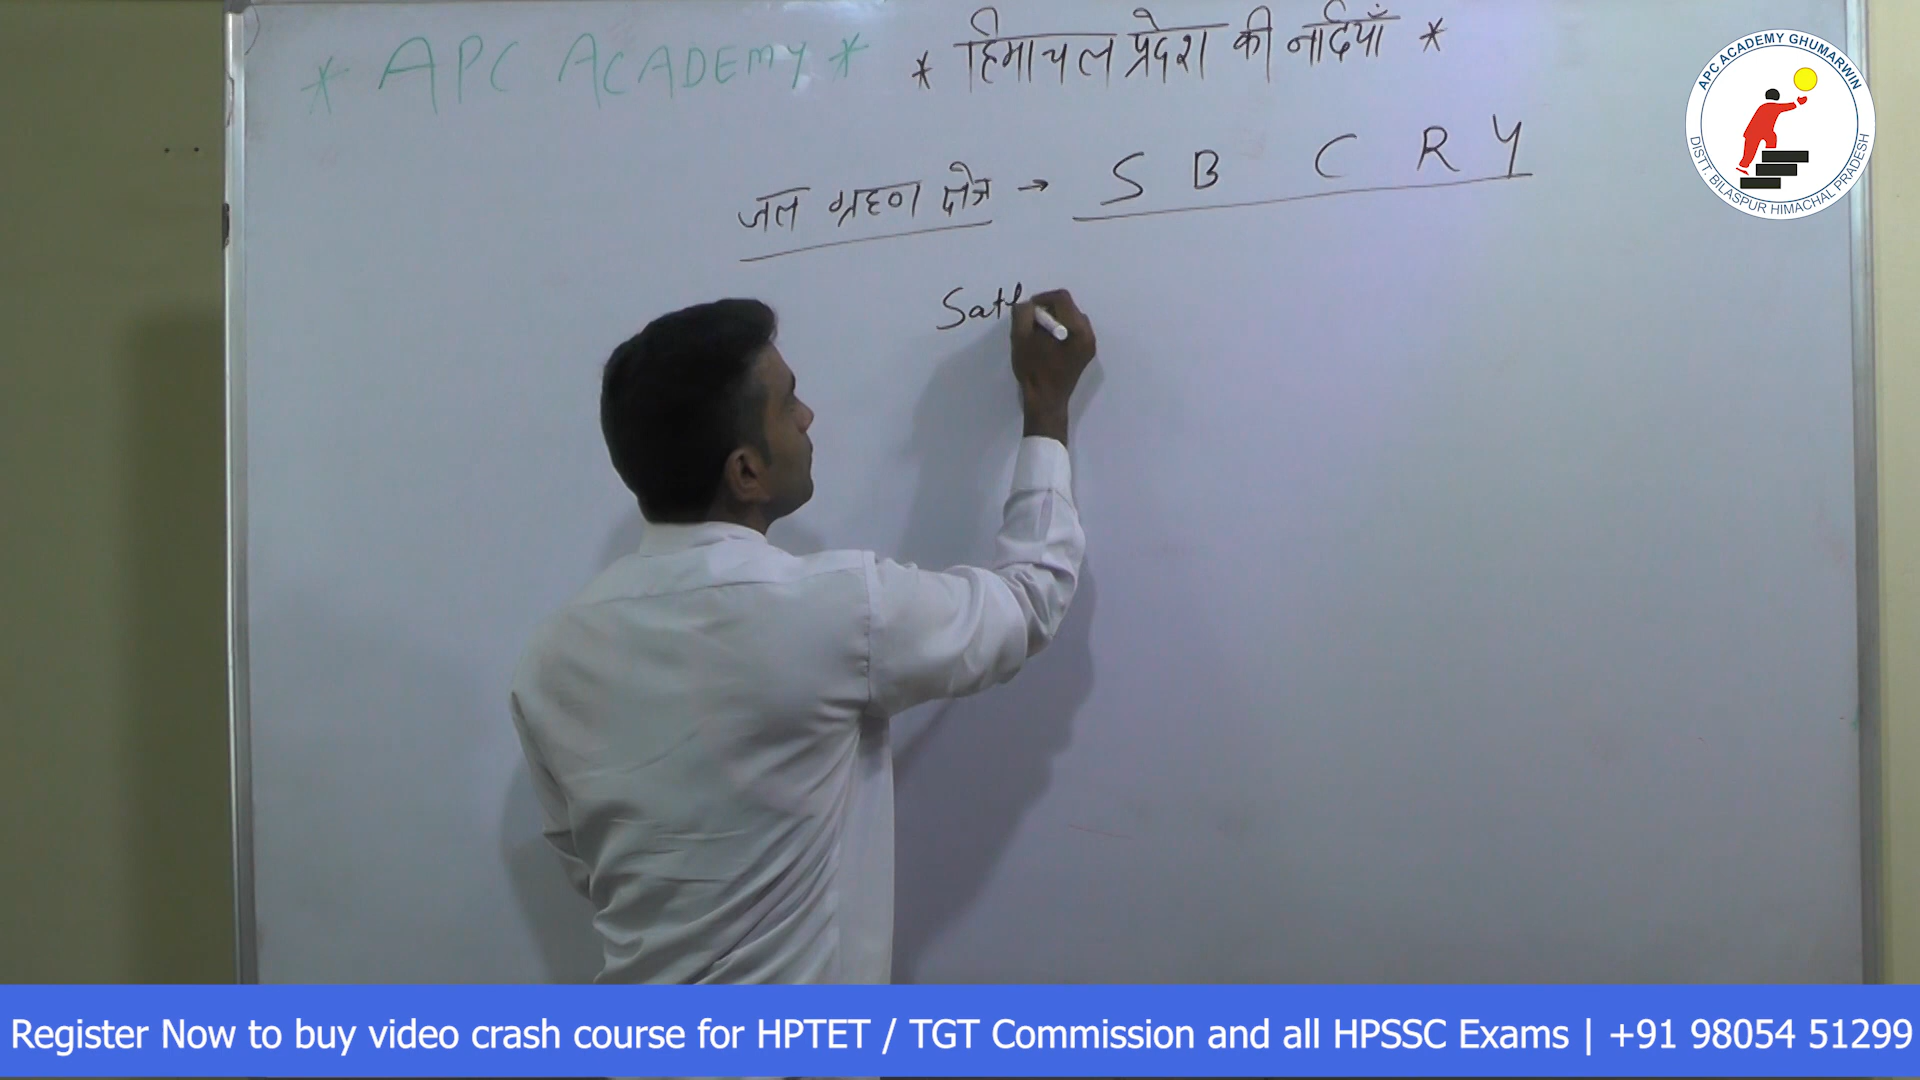 * APC ACADEMY * * हिमाचल प्रदेश की नदियाँ *
जल ग्रहण क्षेत्र → S B C R Y
Satl
APC ACADEMY GHUMARWIN
DISTT. BILASPUR HIMACHAL PRADESH
Register Now to buy video crash course for HPTET / TGT Commission and all HPSSC Exams | +91 98054 51299